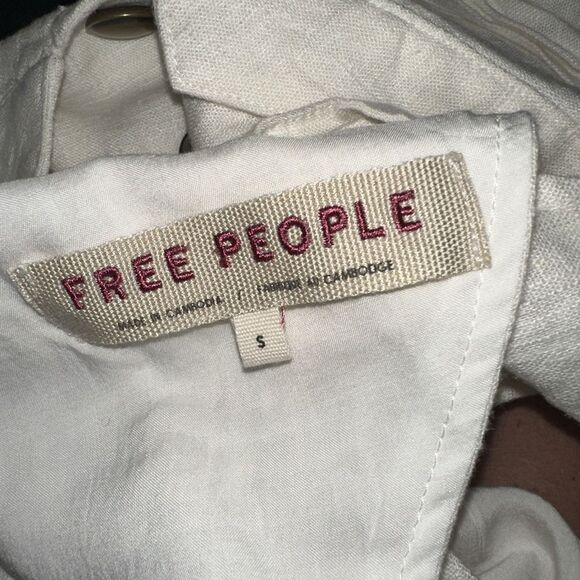 FREE PEOPLE
MADE IN CAMBODIA / FABRIQUÉ AU CAMBODGE
S